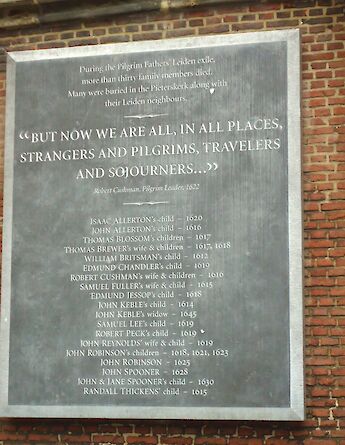 During the Pilgrim Fathers' Leiden exile,
more than thirty family members died.
Many were buried in the Pieterskerk along with
their Leiden neighbours.
“BUT NOW WE ARE ALL, IN ALL PLACES,
STRANGERS AND PILGRIMS, TRAVELERS
AND SOJOURNERS...”
Robert Cushman, Pilgrim Leader, 1622
ISAAC ALLERTON'S child - 1620
JOHN ALLERTON'S child - 1616
THOMAS BLOSSOM'S children - 1617
THOMAS BREWER'S wife & children - 1617, 1618
WILLIAM BRITSMAN'S child - 1612
EDMUND CHANDLER'S child - 1619
ROBERT CUSHMAN'S wife & children - 1616
SAMUEL FULLER'S wife & child - 1615
EDMUND JESSOP'S child - 1618
JOHN KEBLE'S child - 1614
JOHN KEBLE'S widow - 1645
SAMUEL LEE'S child - 1619
ROBERT PECK'S child - 1619
JOHN REYNOLDS' wife & child - 1619
JOHN ROBINSON'S children - 1618, 1621, 1623
JOHN ROBINSON - 1625
JOHN SPOONER - 1628
JOHN & JANE SPOONER'S child - 1630
RANDALL THICKENS' child - 1615